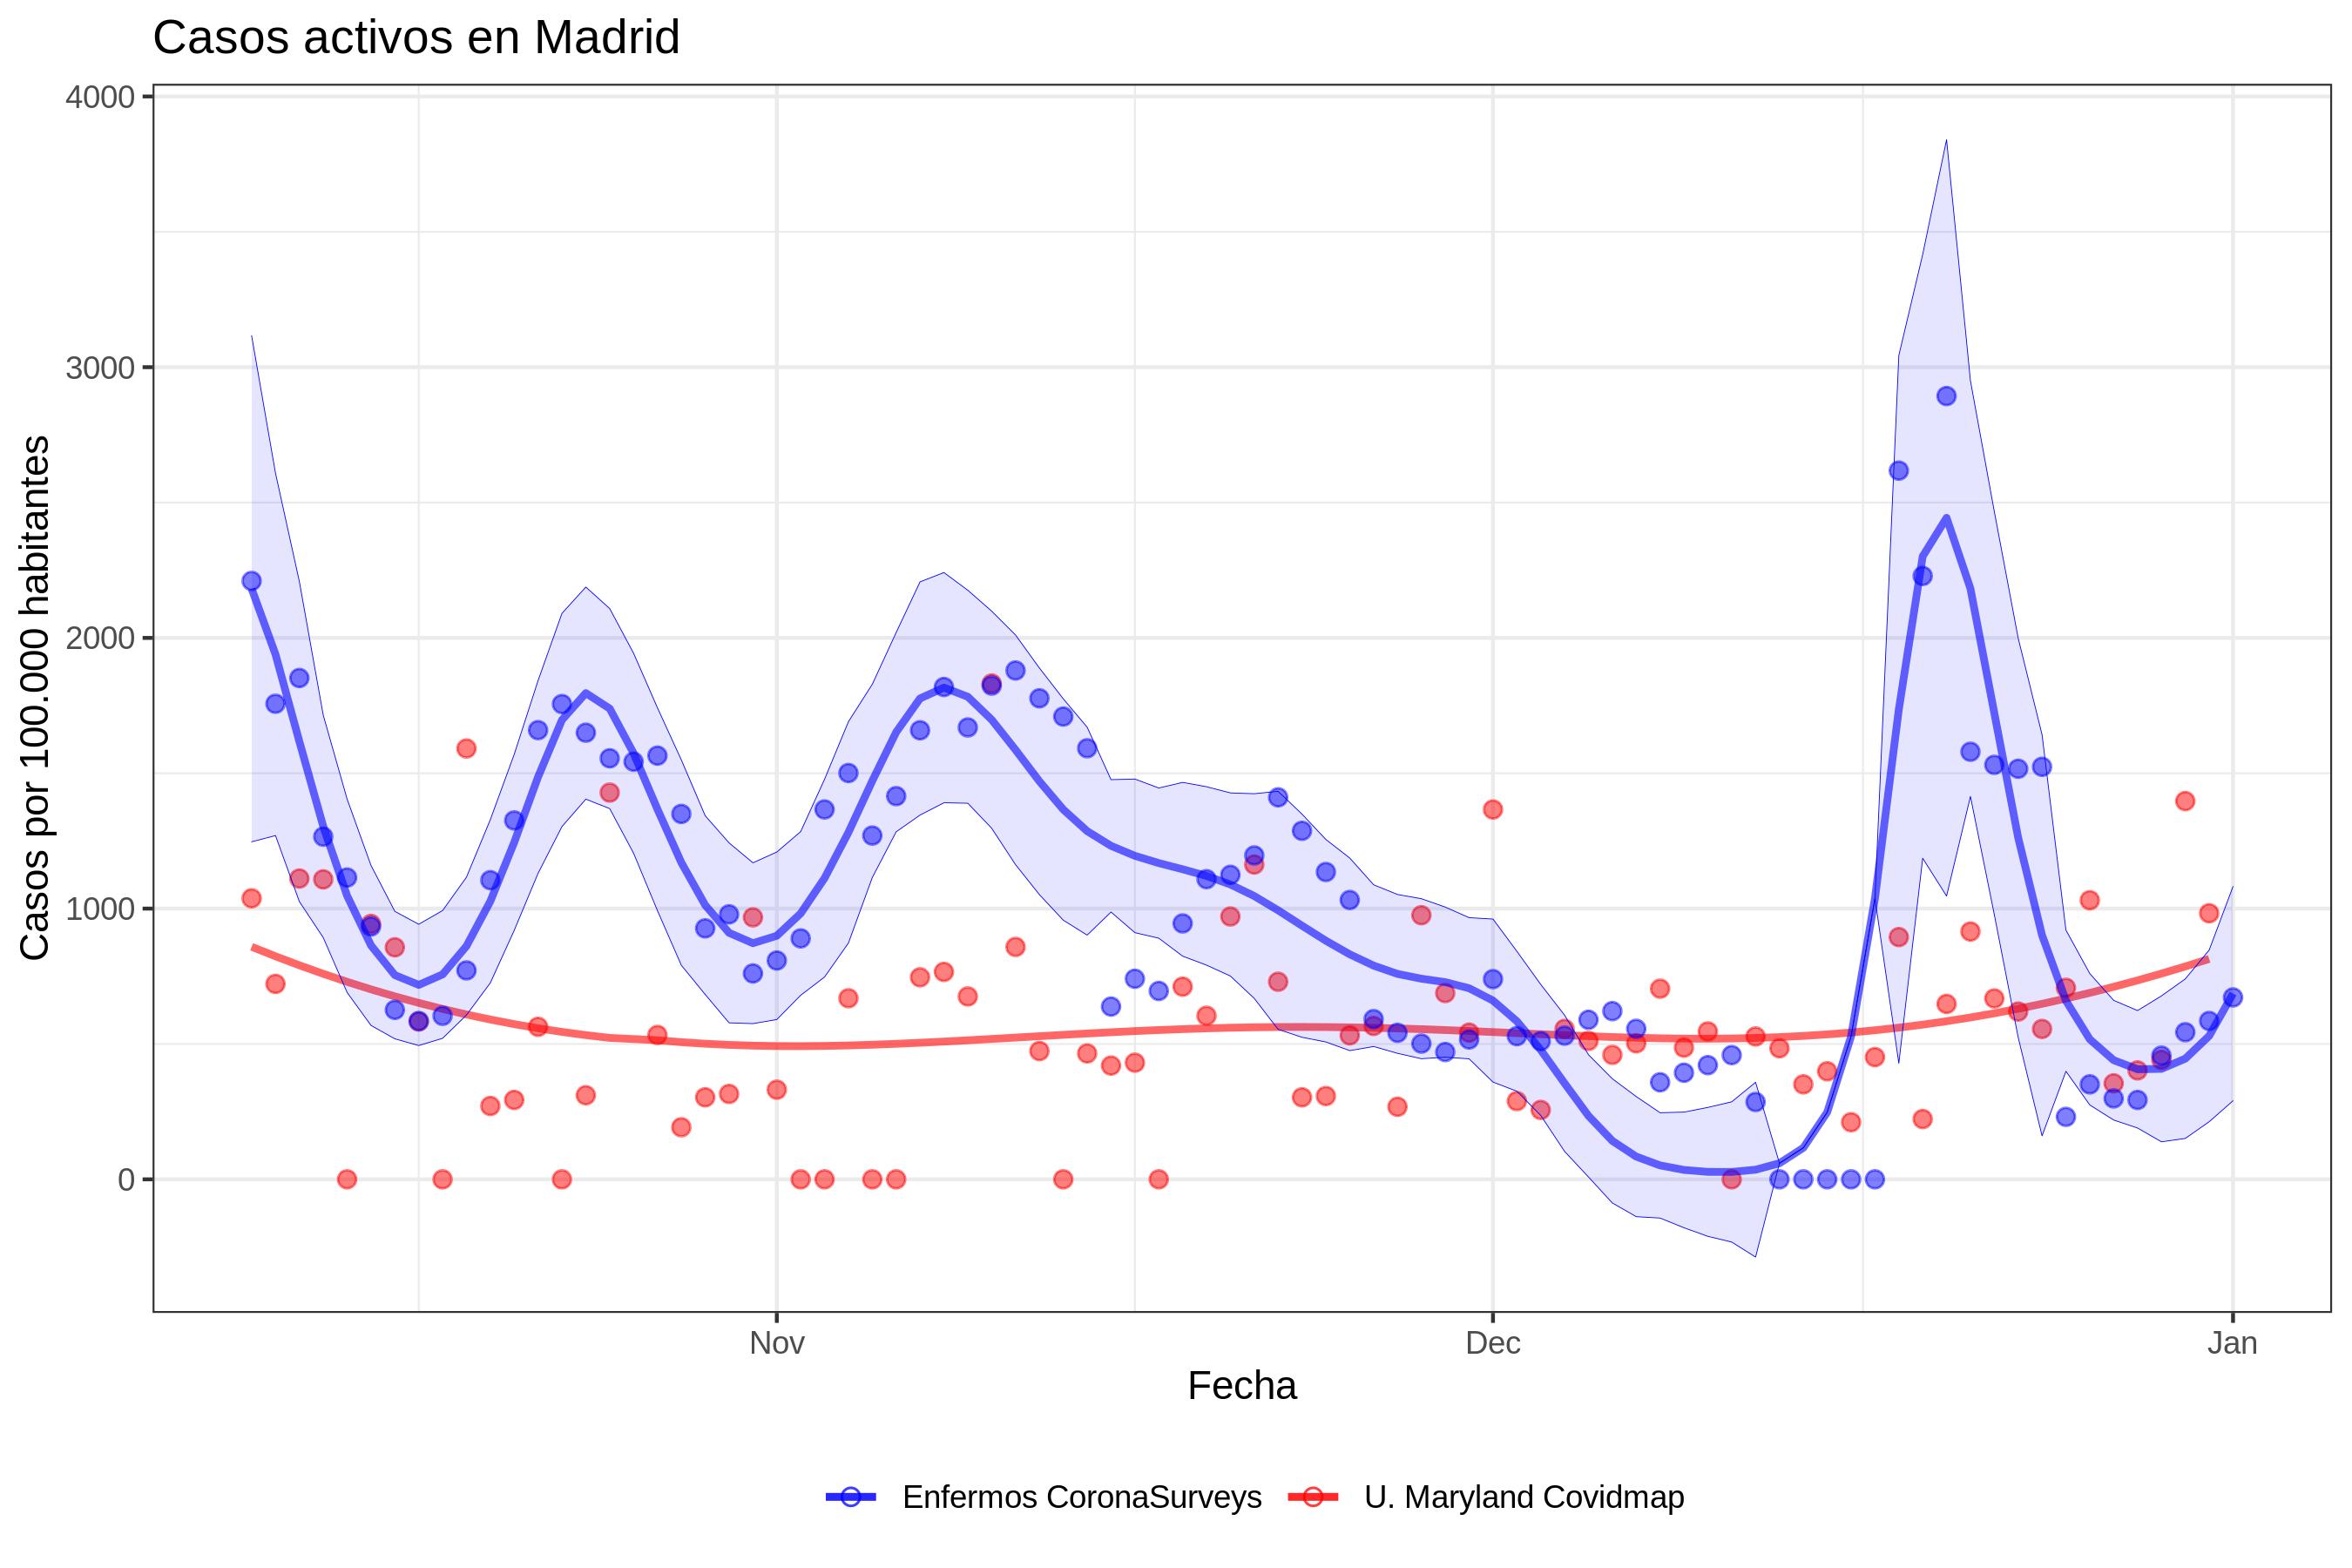 Casos activos en Madrid
Casos por 100.000 habitantes
4000
3000
2000
1000
0
Nov Dec Jan
Fecha
Enfermos CoronaSurveys U. Maryland Covidmap